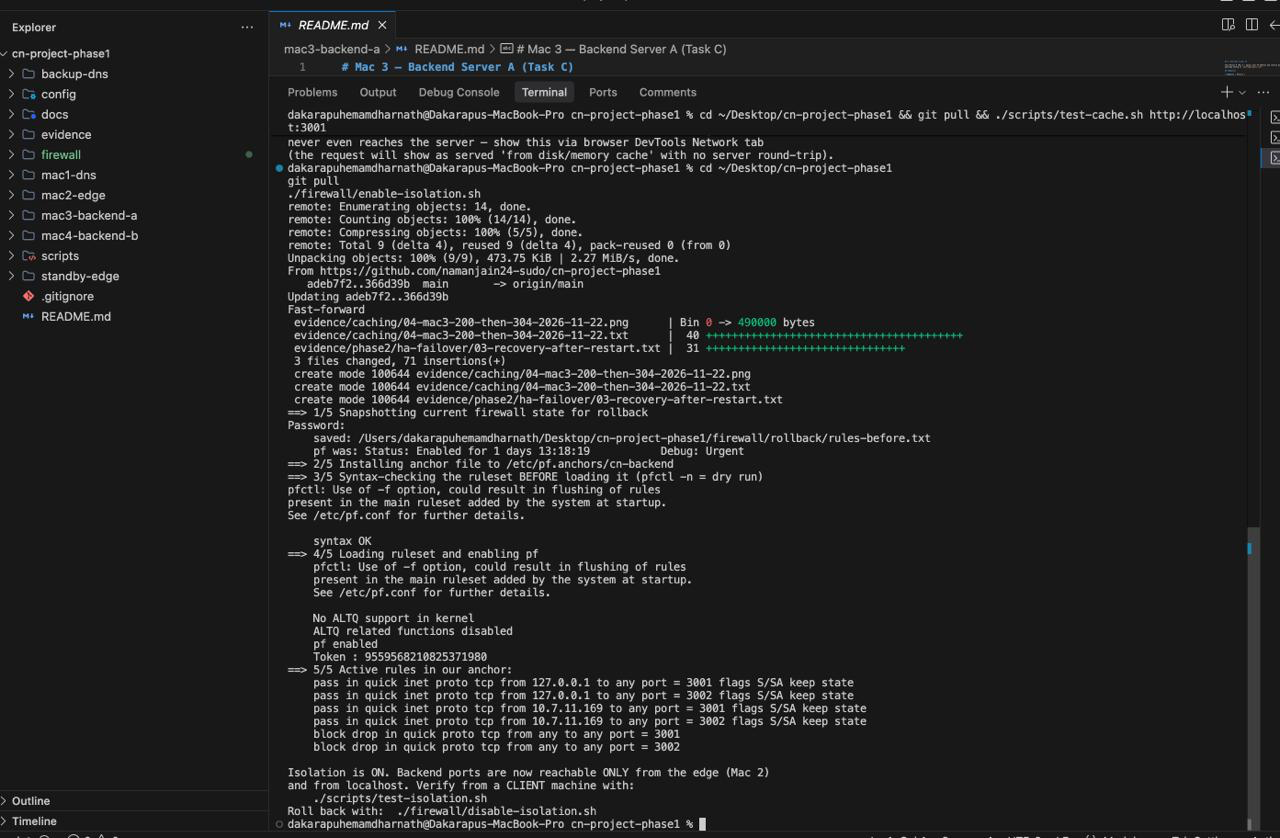 Explorer
cn-project-phase1
backup-dns
config
docs
evidence
firewall
mac1-dns
mac2-edge
mac3-backend-a
mac4-backend-b
scripts
standby-edge
.gitignore
README.md
Outline
Timeline
README.md
mac3-backend-a > README.md > # Mac 3 — Backend Server A (Task C)
1 # Mac 3 — Backend Server A (Task C)
Problems Output Debug Console Terminal Ports Comments
dakarapuhemamdharnath@Dakarapus-MacBook-Pro cn-project-phase1 % cd ~/Desktop/cn-project-phase1 && git pull && ./scripts/test-cache.sh http://localhos
t:3001
never even reaches the server — show this via browser DevTools Network tab
(the request will show as served 'from disk/memory cache' with no server round-trip).
dakarapuhemamdharnath@Dakarapus-MacBook-Pro cn-project-phase1 % cd ~/Desktop/cn-project-phase1
git pull
./firewall/enable-isolation.sh
remote: Enumerating objects: 14, done.
remote: Counting objects: 100% (14/14), done.
remote: Compressing objects: 100% (5/5), done.
remote: Total 9 (delta 4), reused 9 (delta 4), pack-reused 0 (from 0)
Unpacking objects: 100% (9/9), 473.75 KiB | 2.27 MiB/s, done.
From https://github.com/namanjain24-sudo/cn-project-phase1
adeb7f2..366d39b main -> origin/main
Updating adeb7f2..366d39b
Fast-forward
evidence/caching/04-mac3-200-then-304-2026-11-22.png | Bin 0 -> 490000 bytes
evidence/caching/04-mac3-200-then-304-2026-11-22.txt | 40 ++++++++++++++++++++++++++++++++++++++++
evidence/phase2/ha-failover/03-recovery-after-restart.txt | 31 +++++++++++++++++++++++++++++++
3 files changed, 71 insertions(+)
create mode 100644 evidence/caching/04-mac3-200-then-304-2026-11-22.png
create mode 100644 evidence/caching/04-mac3-200-then-304-2026-11-22.txt
create mode 100644 evidence/phase2/ha-failover/03-recovery-after-restart.txt
==> 1/5 Snapshotting current firewall state for rollback
Password:
saved: /Users/dakarapuhemamdharnath/Desktop/cn-project-phase1/firewall/rollback/rules-before.txt
pf was: Status: Enabled for 1 days 13:18:19 Debug: Urgent
==> 2/5 Installing anchor file to /etc/pf.anchors/cn-backend
==> 3/5 Syntax-checking the ruleset BEFORE loading it (pfctl -n = dry run)
pfctl: Use of -f option, could result in flushing of rules
present in the main ruleset added by the system at startup.
See /etc/pf.conf for further details.
syntax OK
==> 4/5 Loading ruleset and enabling pf
pfctl: Use of -f option, could result in flushing of rules
present in the main ruleset added by the system at startup.
See /etc/pf.conf for further details.
No ALTQ support in kernel
ALTQ related functions disabled
pf enabled
Token : 9559568210825371980
==> 5/5 Active rules in our anchor:
pass in quick inet proto tcp from 127.0.0.1 to any port = 3001 flags S/SA keep state
pass in quick inet proto tcp from 127.0.0.1 to any port = 3002 flags S/SA keep state
pass in quick inet proto tcp from 10.7.11.169 to any port = 3001 flags S/SA keep state
pass in quick inet proto tcp from 10.7.11.169 to any port = 3002 flags S/SA keep state
block drop in quick proto tcp from any to any port = 3001
block drop in quick proto tcp from any to any port = 3002
Isolation is ON. Backend ports are now reachable ONLY from the edge (Mac 2)
and from localhost. Verify from a CLIENT machine with:
./scripts/test-isolation.sh
Roll back with: ./firewall/disable-isolation.sh
dakarapuhemamdharnath@Dakarapus-MacBook-Pro cn-project-phase1 %